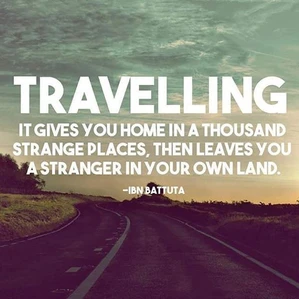 TRAVELLING
IT GIVES YOU HOME IN A THOUSAND
STRANGE PLACES, THEN LEAVES YOU
A STRANGER IN YOUR OWN LAND.
-IBN BATTUTA